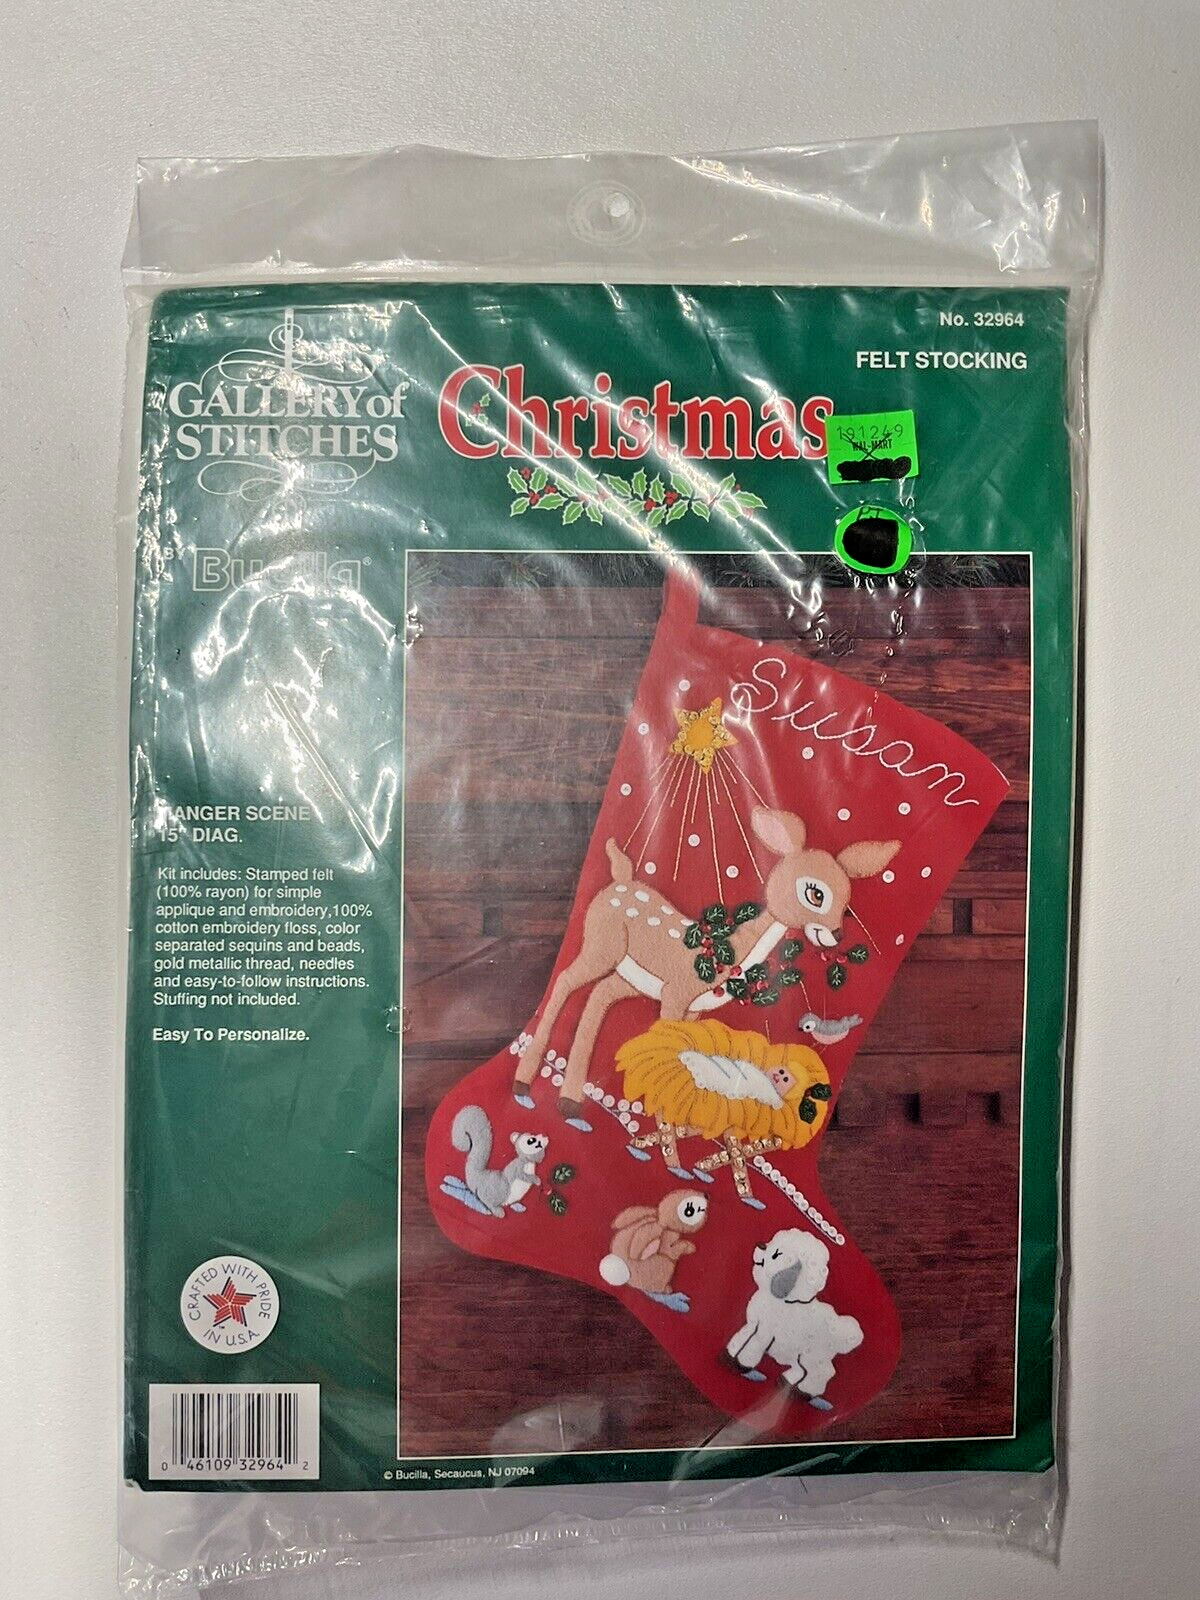 No. 32964
FELT STOCKING
GALLERY of
STITCHES
Christmas
191249
WAL-MART
PT
BY Bucilla®
Susan
MANGER SCENE
15" DIAG.
Kit includes: Stamped felt
(100% rayon) for simple
applique and embroidery,100%
cotton embroidery floss, color
separated sequins and beads,
gold metallic thread, needles
and easy-to-follow instructions.
Stuffing not included.
Easy To Personalize.
CRAFTED WITH PRIDE
IN U.S.A.
0 46109 32964 2
© Bucilla, Secaucus, NJ 07094